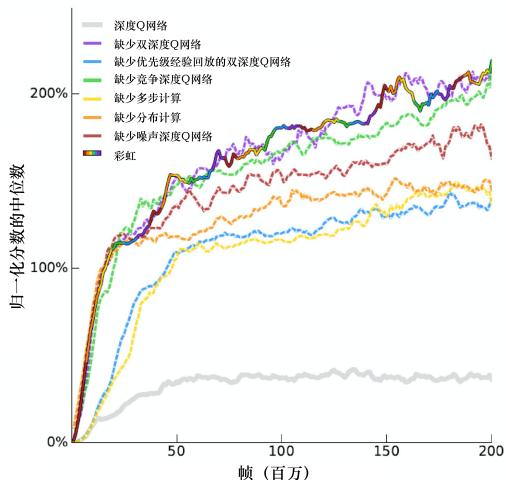 深度Q网络
缺少双深度Q网络
缺少优先级经验回放的双深度Q网络
缺少竞争深度Q网络
缺少多步计算
缺少分布计算
缺少噪声深度Q网络
彩虹
归一化分数的中位数
200%
100%
0%
50
100
150
200
帧（百万）